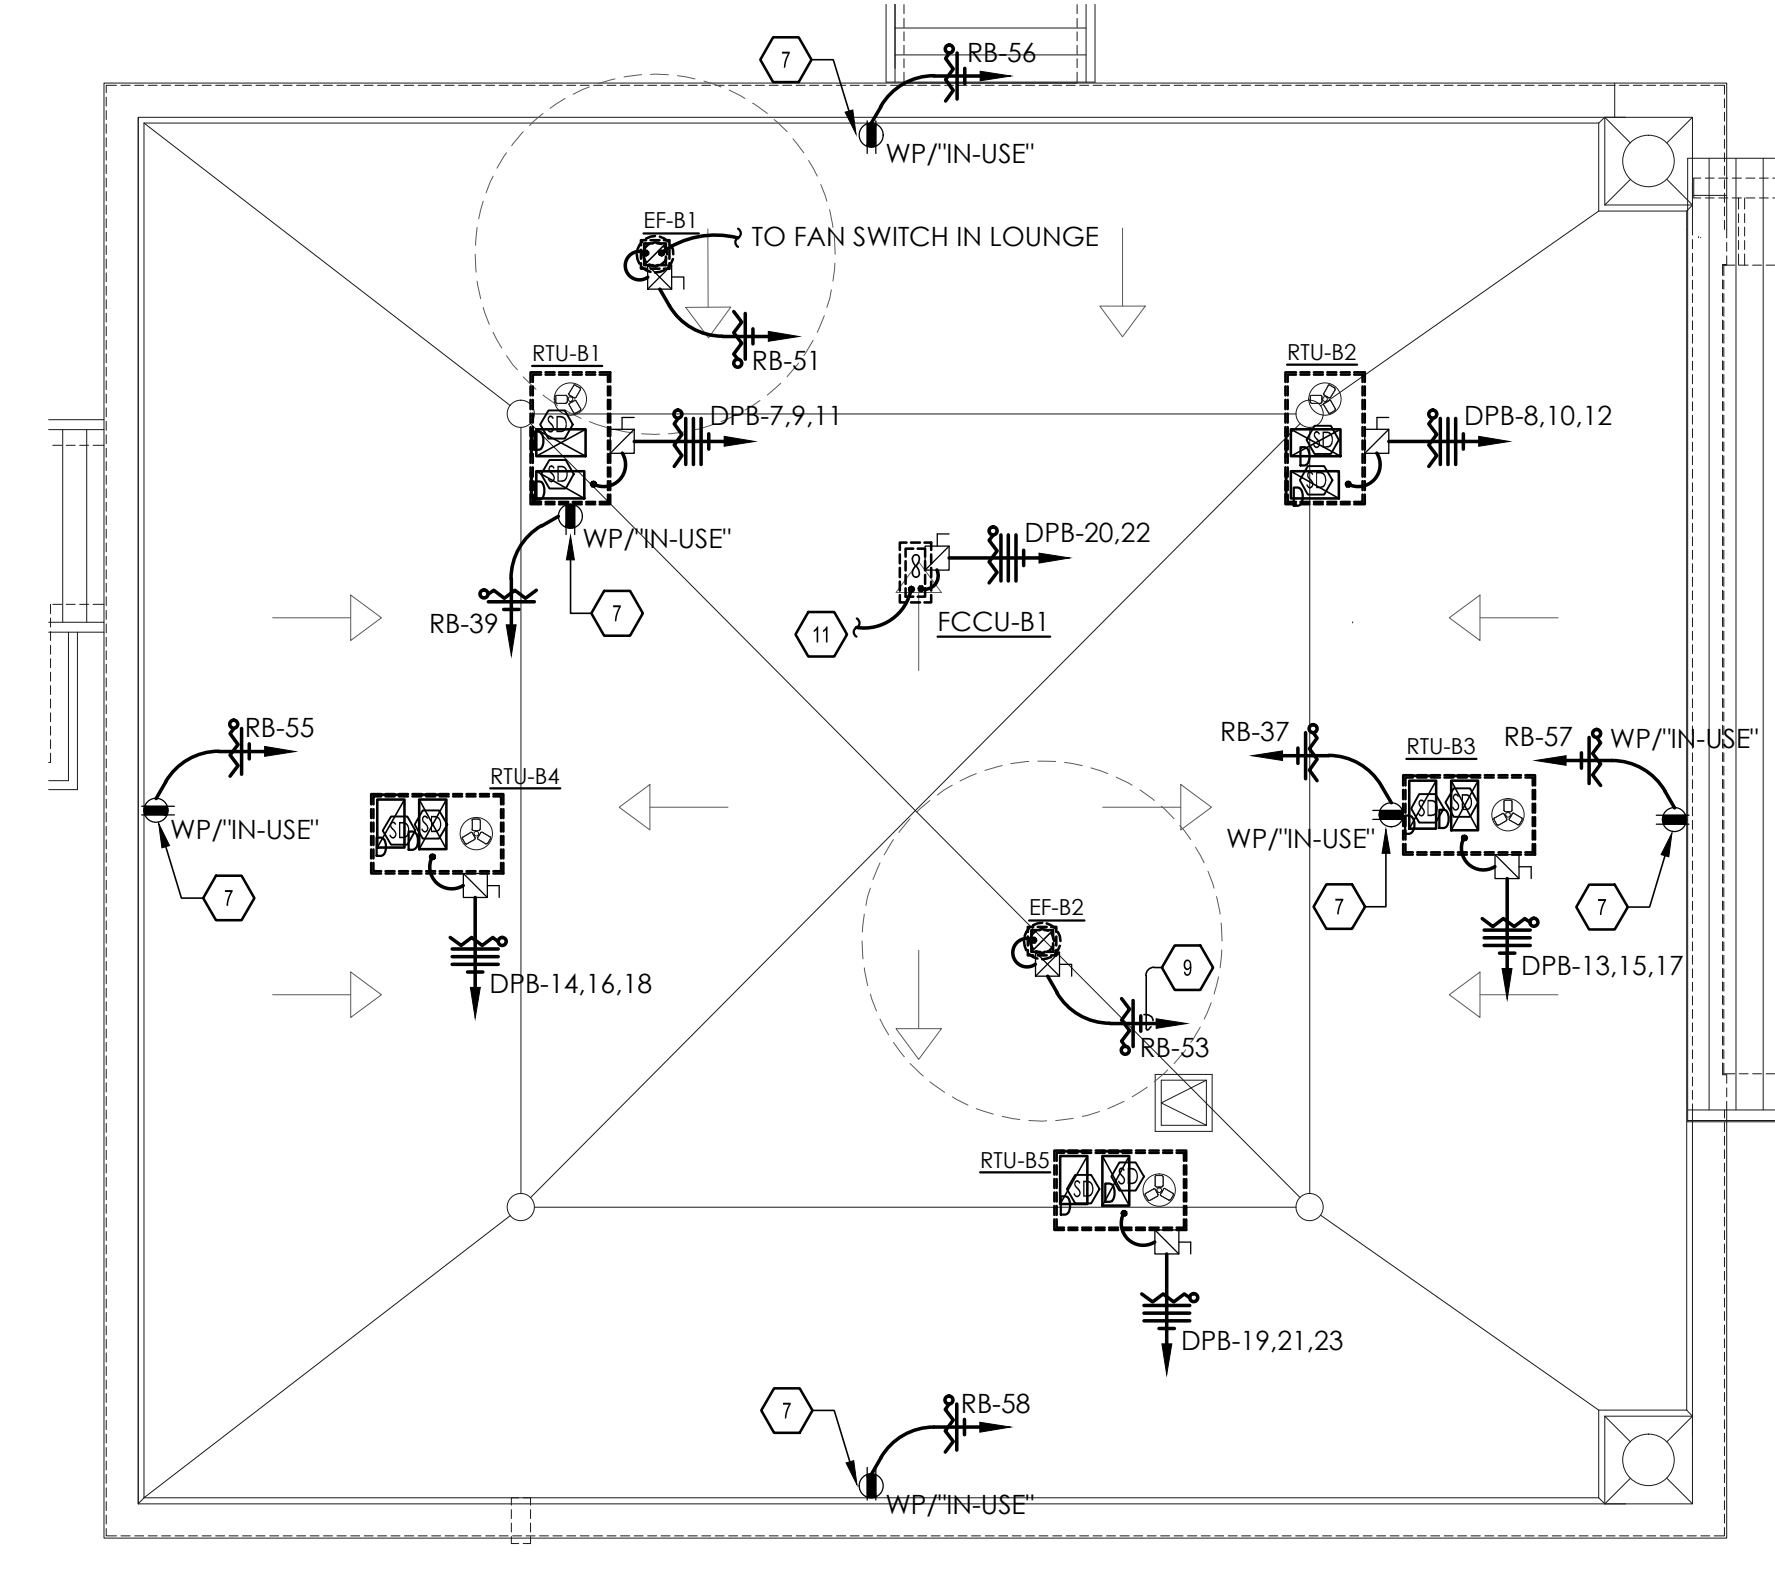 7
RB-56
WP/"IN-USE"
EF-B1
TO FAN SWITCH IN LOUNGE
RB-51
RTU-B1
SD
D
SD
D
DPB-7,9,11
RTU-B2
SD
D
SD
D
DPB-8,10,12
WP/"IN-USE"
RB-39
7
DPB-20,22
11
FCCU-B1
RB-55
WP/"IN-USE"
7
RTU-B4
SD
D
SD
D
DPB-14,16,18
RB-37
WP/"IN-USE"
7
RTU-B3
SD
D
SD
D
DPB-13,15,17
RB-57
WP/"IN-USE"
7
EF-B2
9
RB-53
RTU-B5
SD
D
SD
D
DPB-19,21,23
7
RB-58
WP/"IN-USE"